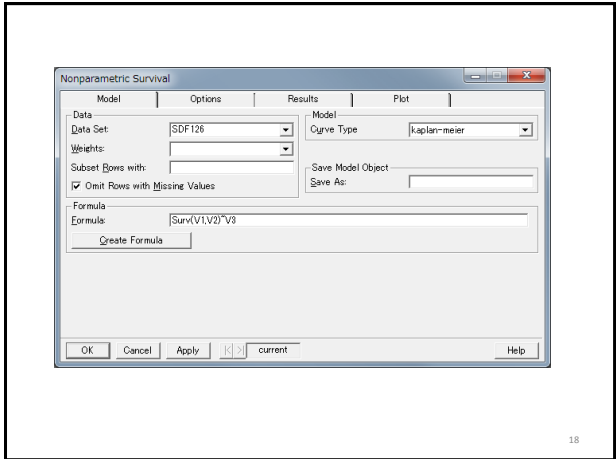 Nonparametric Survival
Model Options Results Plot
Data
Data Set: SDF126
Weights:
Subset Rows with:
Omit Rows with Missing Values
Model
Curve Type kaplan-meier
Save Model Object
Save As:
Formula
Formula: Surv(V1,V2)~V3
Create Formula
OK Cancel Apply current Help
18